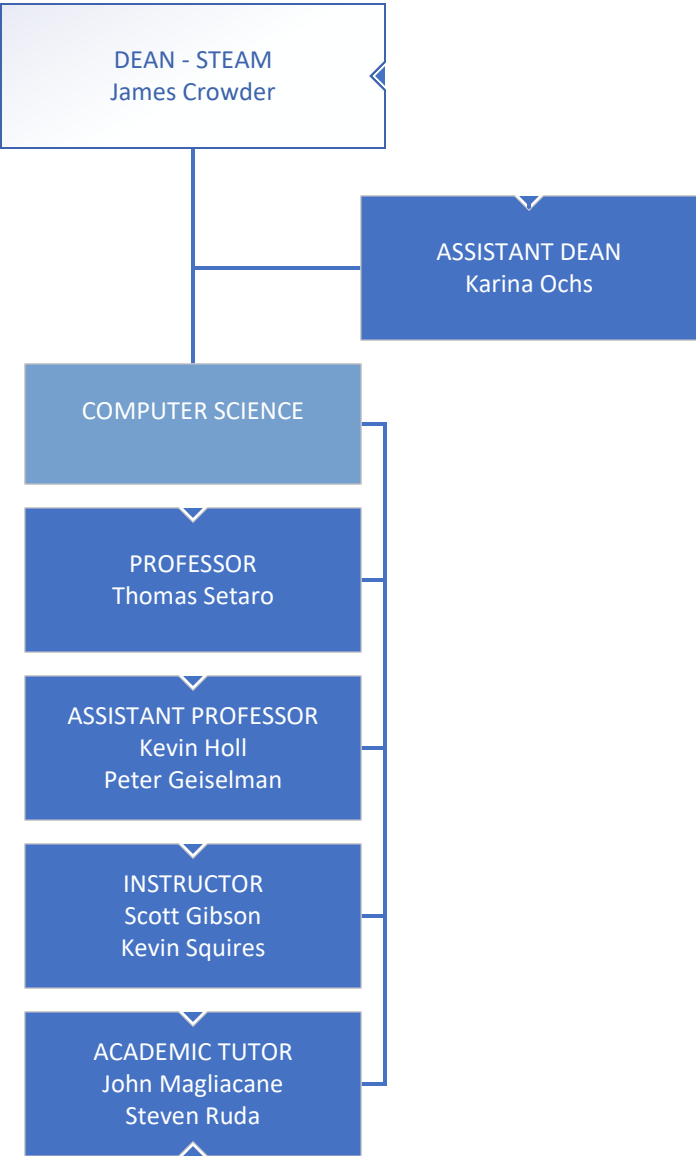 DEAN - STEAM
James Crowder
ASSISTANT DEAN
Karina Ochs
COMPUTER SCIENCE
PROFESSOR
Thomas Setaro
ASSISTANT PROFESSOR
Kevin Holl
Peter Geiselman
INSTRUCTOR
Scott Gibson
Kevin Squires
ACADEMIC TUTOR
John Magliacane
Steven Ruda